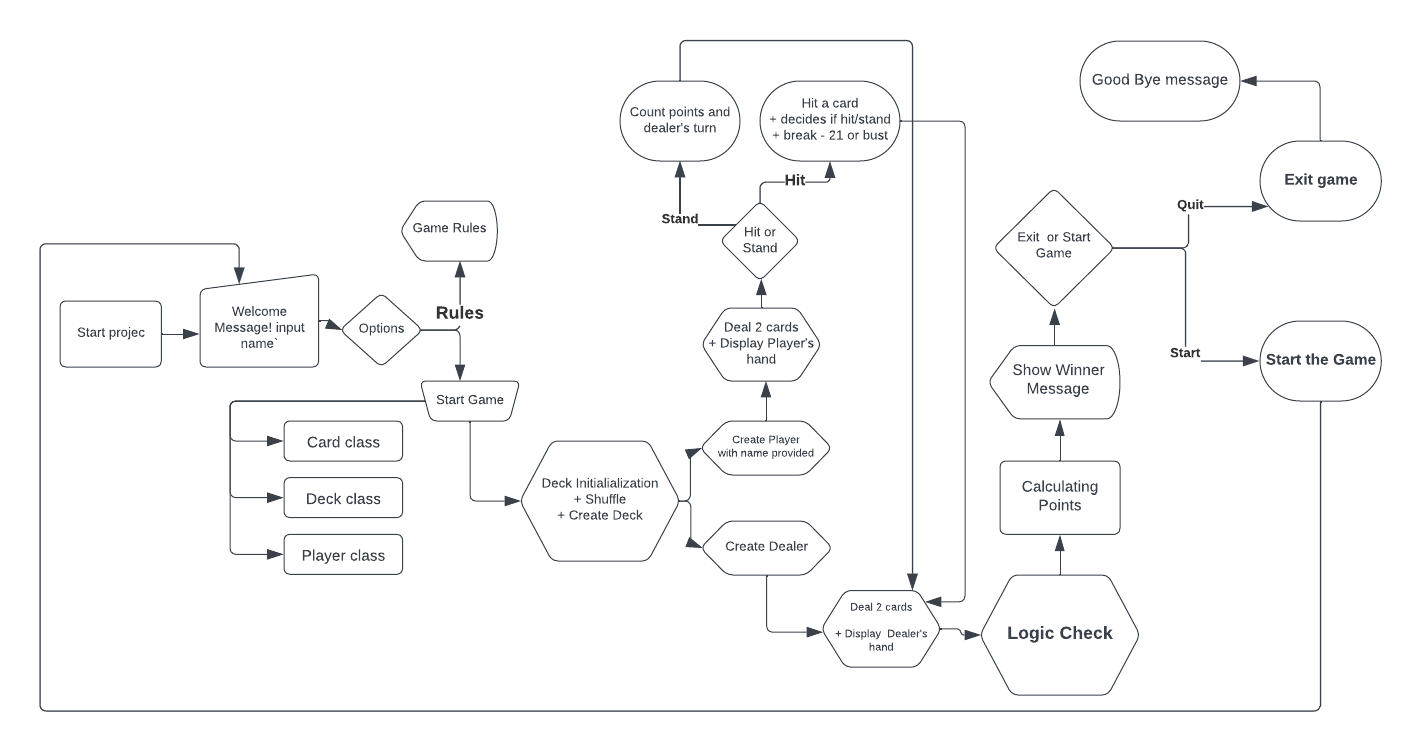 Start projec
Welcome
Message! input
name`
Options
Rules
Game Rules
Start Game
Card class
Deck class
Player class
Deck Initialialization
+ Shuffle
+ Create Deck
Create Player
with name provided
Create Dealer
Deal 2 cards
+ Display Player's
hand
Hit or
Stand
Stand
Hit
Count points and
dealer's turn
Hit a card
+ decides if hit/stand
+ break - 21 or bust
Deal 2 cards
+ Display  Dealer's
hand
Logic Check
Calculating
Points
Show Winner
Message
Exit  or Start
Game
Quit
Start
Exit game
Good Bye message
Start the Game